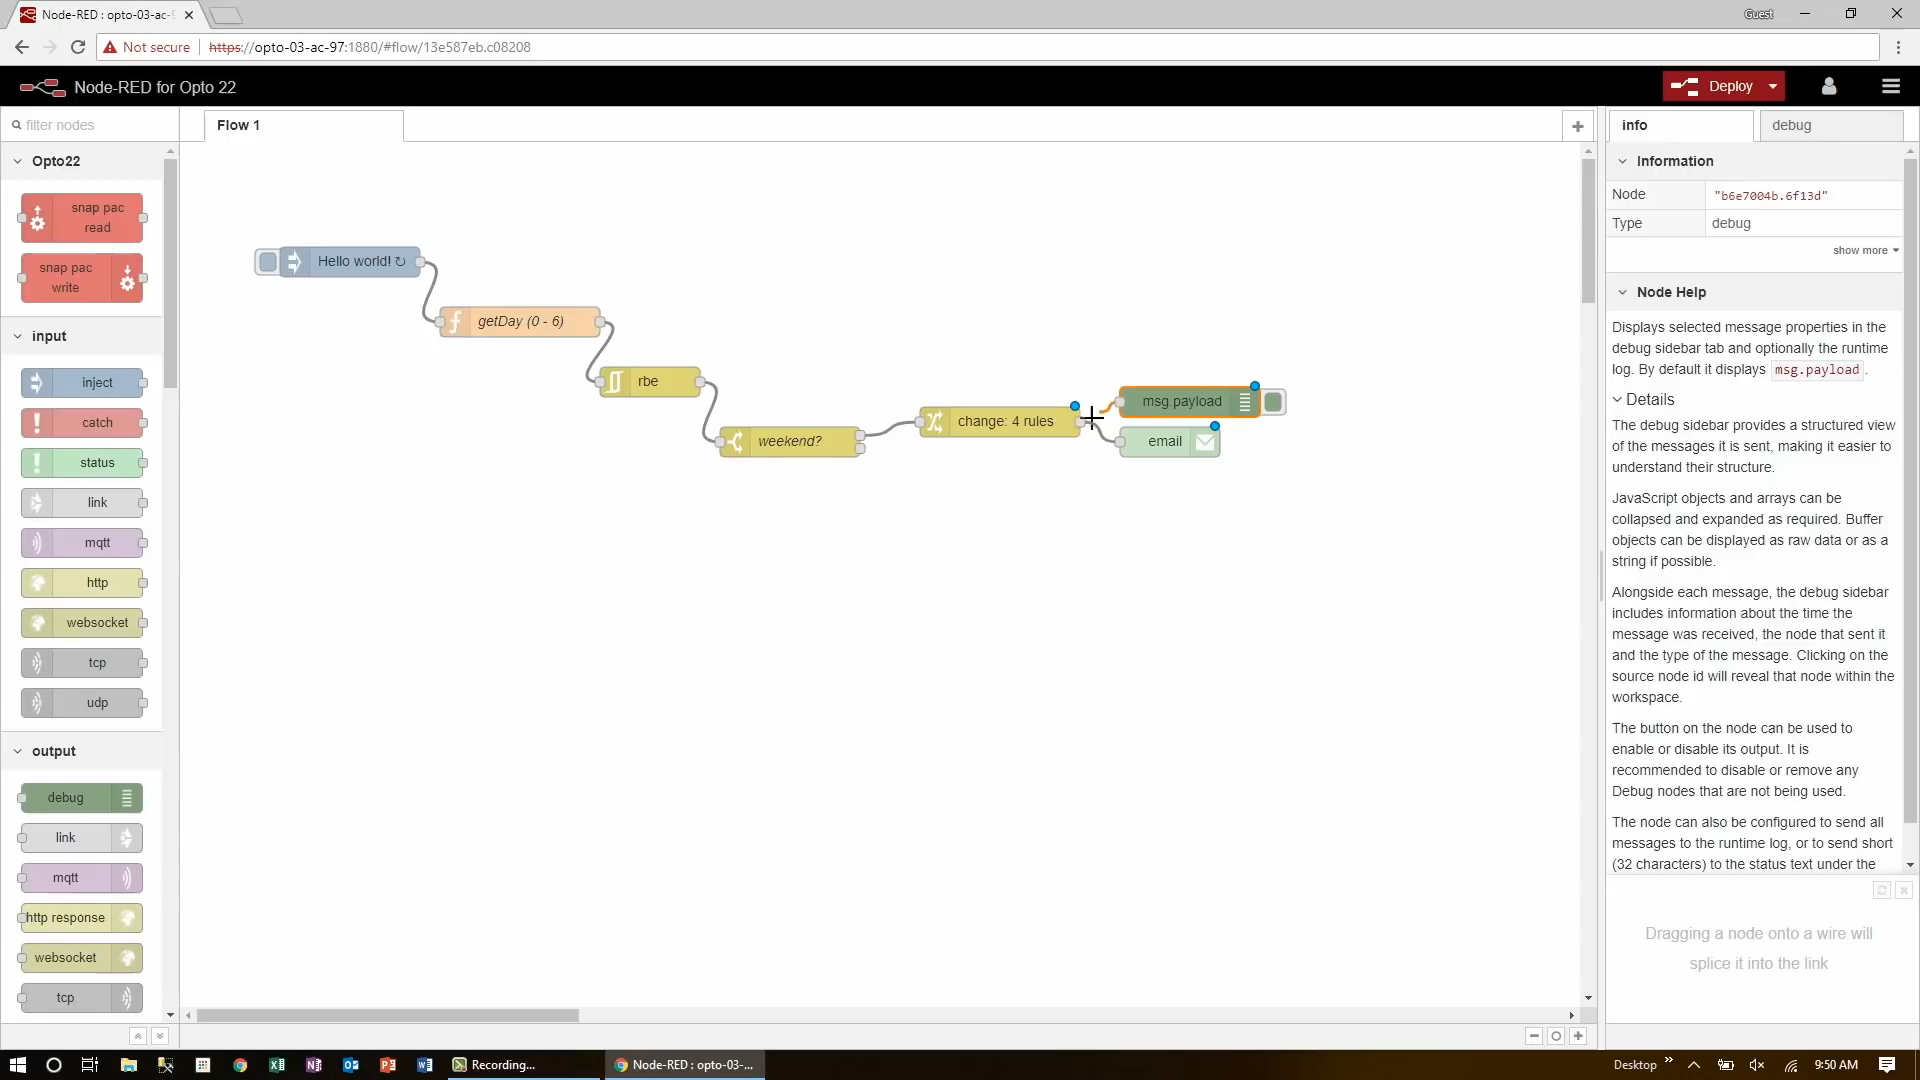 Node-RED : opto-03-ac-9
Guest
Not secure
https://opto-03-ac-97:1880/#flow/13e587eb.c08208
Node-RED for Opto 22
Deploy
filter nodes
Flow 1
info
debug
Opto22
snap pac
read
snap pac
write
input
inject
catch
status
link
mqtt
http
websocket
tcp
udp
output
debug
link
mqtt
http response
websocket
tcp
Hello world! ↻
getDay (0 - 6)
rbe
weekend?
change: 4 rules
msg.payload
email
Information
Node
"b6e7004b.6f13d"
Type
debug
show more
Node Help
Displays selected message properties in the
debug sidebar tab and optionally the runtime
log. By default it displays msg.payload.
Details
The debug sidebar provides a structured view
of the messages it is sent, making it easier to
understand their structure.
JavaScript objects and arrays can be
collapsed and expanded as required. Buffer
objects can be displayed as raw data or as a
string if possible.
Alongside each message, the debug sidebar
includes information about the time the
message was received, the node that sent it
and the type of the message. Clicking on the
source node id will reveal that node within the
workspace.
The button on the node can be used to
enable or disable its output. It is
recommended to disable or remove any
Debug nodes that are not being used.
The node can also be configured to send all
messages to the runtime log, or to send short
(32 characters) to the status text under the
Dragging a node onto a wire will
splice it into the link
Recording...
Node-RED : opto-03-...
Desktop
9:50 AM